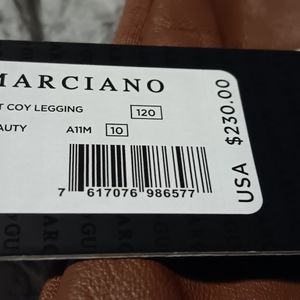 MARCIANO
T COY LEGGING 120
AUTY A11M 10
7 617076 986577
USA $230.00